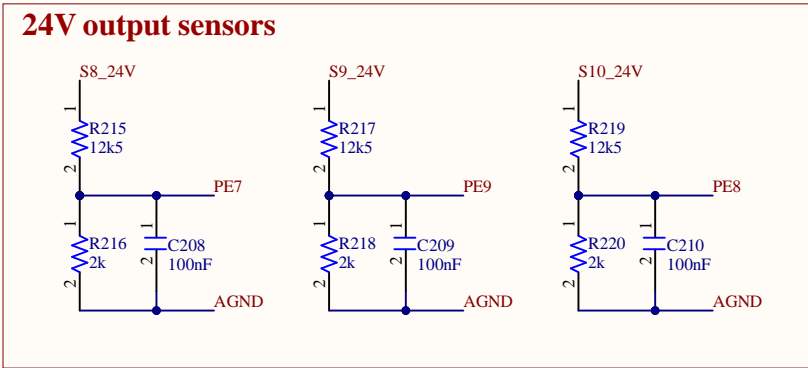 24V output sensors
S8_24V
1
R215
12k5
2
PE7
1
R216
2k
2
1
C208
100nF
2
AGND
S9_24V
1
R217
12k5
2
PE9
1
R218
2k
2
1
C209
100nF
2
AGND
S10_24V
1
R219
12k5
2
PE8
1
R220
2k
2
1
C210
100nF
2
AGND